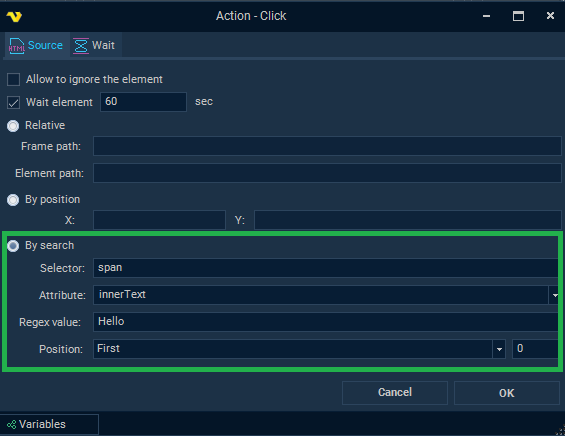 Action - Click
HTML Source Wait
Allow to ignore the element
Wait element 60 sec
Relative
Frame path:
Element path:
By position
X: Y:
By search
Selector: span
Attribute: innerText
Regex value: Hello
Position: First 0
Cancel OK
Variables